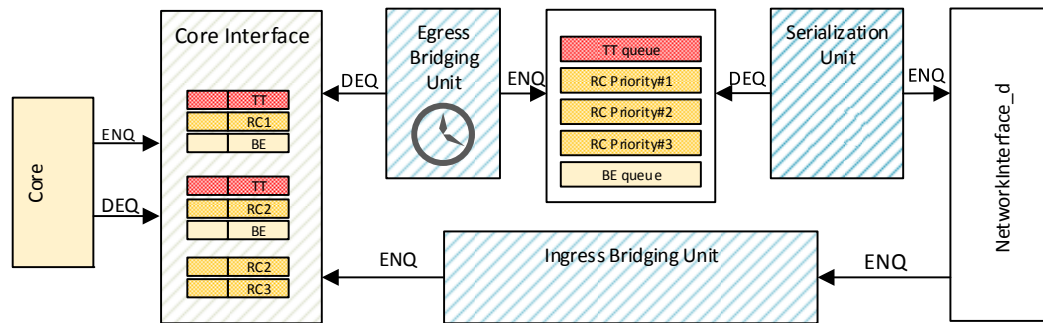 Core
ENQ
DEQ
Core Interface
TT
RC1
BE
TT
RC2
BE
RC2
RC3
DEQ
Egress
Bridging
Unit
ENQ
TT queue
RC Priority#1
RC Priority#2
RC Priority#3
BE queue
DEQ
Serialization
Unit
ENQ
NetworkInterface_d
ENQ
Ingress Bridging Unit
ENQ